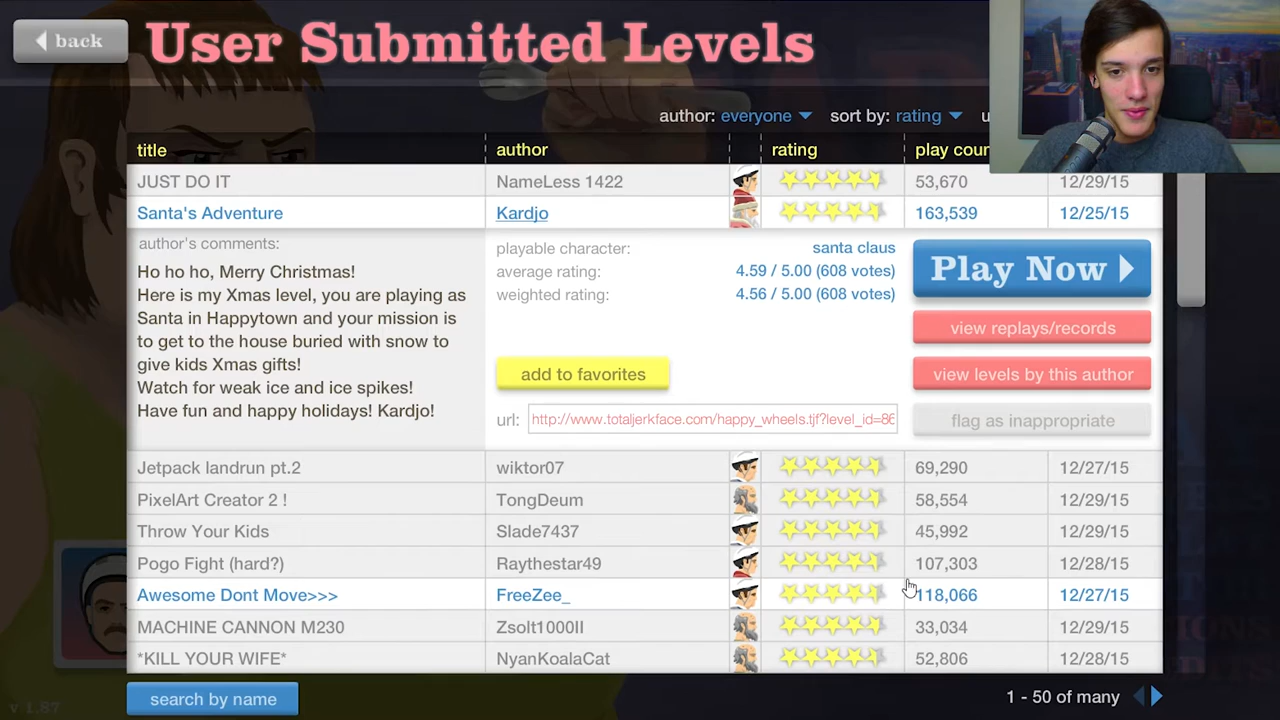 back
User Submitted Levels
author: everyone sort by: rating
title author rating play coun
JUST DO IT NameLess 1422 53,670 12/29/15
Santa's Adventure Kardjo 163,539 12/25/15
author's comments:
Ho ho ho, Merry Christmas!
Here is my Xmas level, you are playing as
Santa in Happytown and your mission is
to get to the house buried with snow to
give kids Xmas gifts!
Watch for weak ice and ice spikes!
Have fun and happy holidays! Kardjo!
playable character: santa claus
average rating: 4.59 / 5.00 (608 votes)
weighted rating: 4.56 / 5.00 (608 votes)
add to favorites
url: http://www.totaljerkface.com/happy_wheels.tjf?level_id=86
Play Now
view replays/records
view levels by this author
flag as inappropriate
Jetpack landrun pt.2 wiktor07 69,290 12/27/15
PixelArt Creator 2 ! TongDeum 58,554 12/29/15
Throw Your Kids Slade7437 45,992 12/29/15
Pogo Fight (hard?) Raythestar49 107,303 12/28/15
Awesome Dont Move>>> FreeZee_ 118,066 12/27/15
MACHINE CANNON M230 Zsolt1000II 33,034 12/29/15
*KILL YOUR WIFE* NyanKoalaCat 52,806 12/28/15
search by name 1 - 50 of many
v 1.87